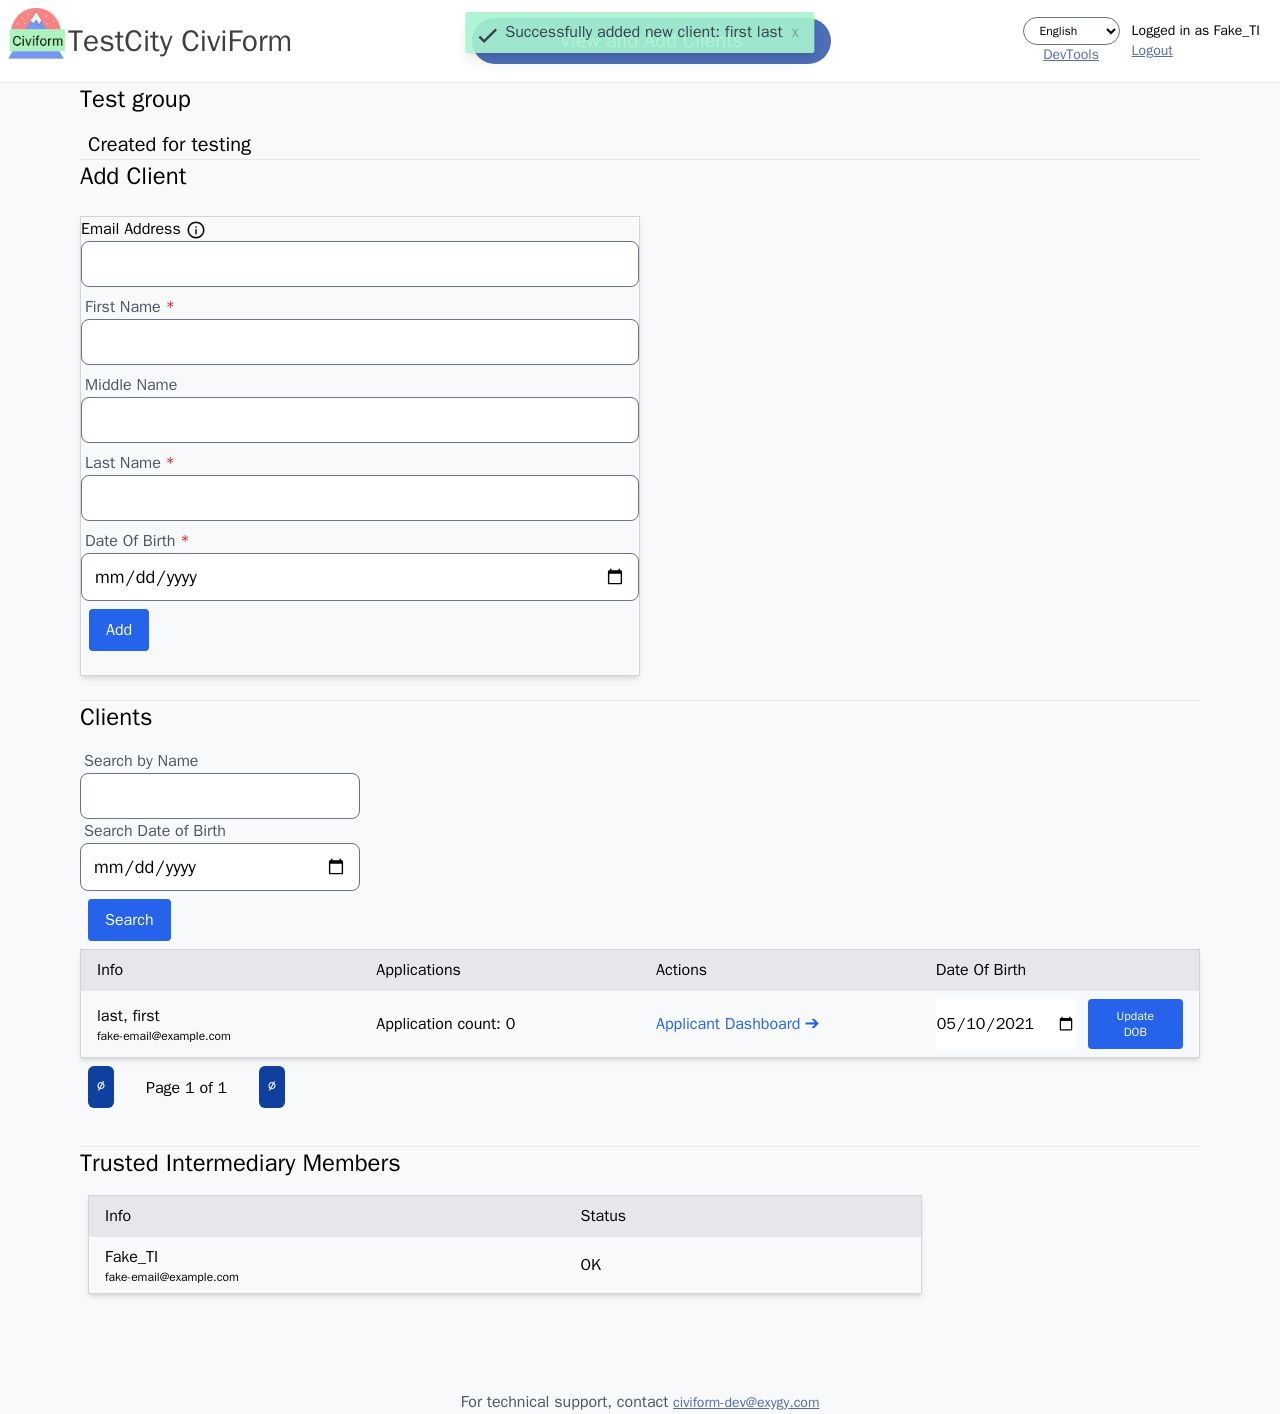 Civiform
TestCity CiviForm
Successfully added new client: first last x
View and Add Clients
English
DevTools
Logged in as Fake_TI
Logout
Test group
Created for testing
Add Client
Email Address
First Name *
Middle Name
Last Name *
Date Of Birth *
mm/dd/yyyy
Add
Clients
Search by Name
Search Date of Birth
mm/dd/yyyy
Search
Info Applications Actions Date Of Birth
last, first
fake-email@example.com
Application count: 0
Applicant Dashboard ➔
05/10/2021
Update
DOB
∅ Page 1 of 1 ∅
Trusted Intermediary Members
Info Status
Fake_TI
fake-email@example.com
OK
For technical support, contact civiform-dev@exygy.com